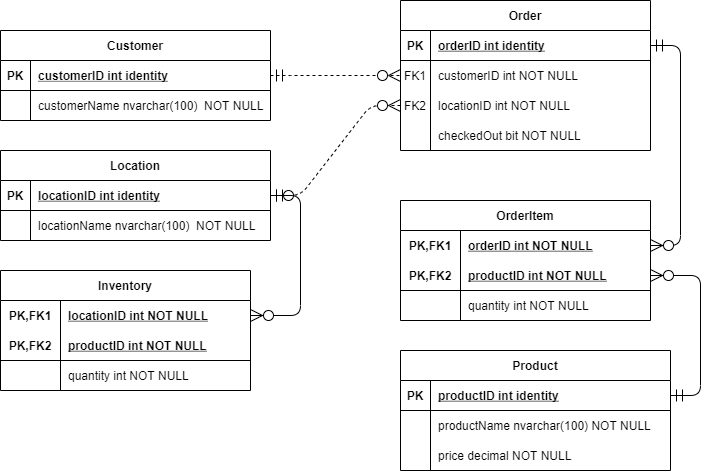 Customer
PK customerID int identity
customerName nvarchar(100) NOT NULL
Location
PK locationID int identity
locationName nvarchar(100) NOT NULL
Inventory
PK,FK1 locationID int NOT NULL
PK,FK2 productID int NOT NULL
quantity int NOT NULL
Order
PK orderID int identity
FK1 customerID int NOT NULL
FK2 locationID int NOT NULL
checkedOut bit NOT NULL
OrderItem
PK,FK1 orderID int NOT NULL
PK,FK2 productID int NOT NULL
quantity int NOT NULL
Product
PK productID int identity
productName nvarchar(100) NOT NULL
price decimal NOT NULL